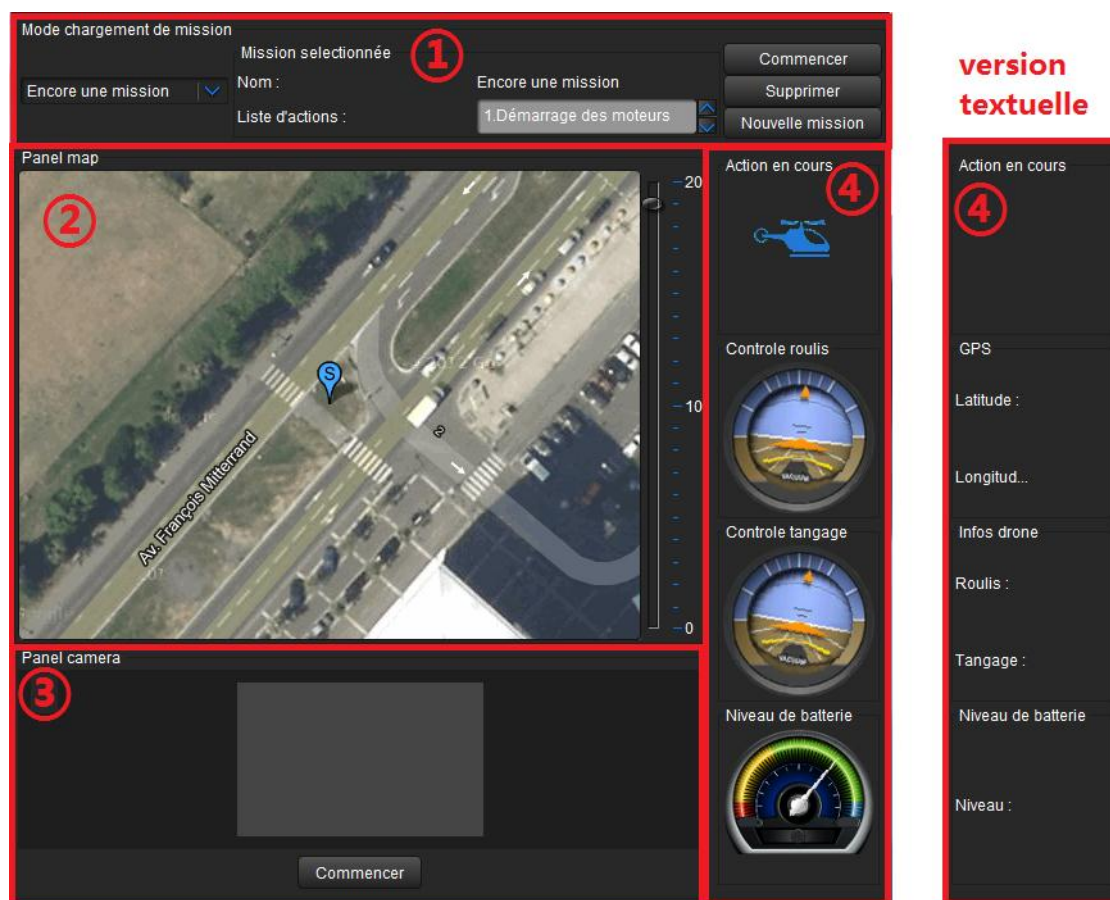 Mode chargement de mission
Mission selectionnée
1
Commencer
Encore une mission
Nom :
Encore une mission
Supprimer
Liste d'actions :
1.Démarrage des moteurs
Nouvelle mission
version
textuelle
Panel map
2
20
10
0
S
2
Av. François Mitterrand
Action en cours
4
Controle roulis
Controle tangage
Niveau de batterie
Panel camera
3
Commencer
Action en cours
4
GPS
Latitude :
Longitud...
Infos drone
Roulis :
Tangage :
Niveau de batterie
Niveau :